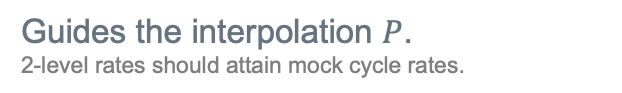 Guides the interpolation P.
2-level rates should attain mock cycle rates.